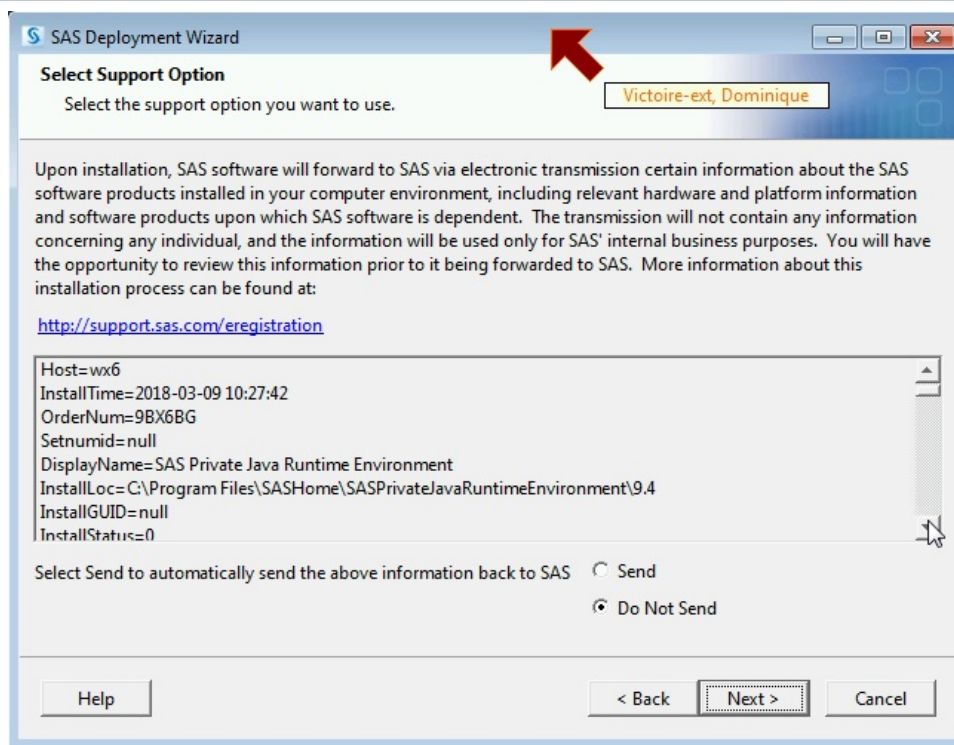 SAS Deployment Wizard
Select Support Option
Select the support option you want to use.
Victoire-ext, Dominique
Upon installation, SAS software will forward to SAS via electronic transmission certain information about the SAS
software products installed in your computer environment, including relevant hardware and platform information
and software products upon which SAS software is dependent. The transmission will not contain any information
concerning any individual, and the information will be used only for SAS' internal business purposes. You will have
the opportunity to review this information prior to it being forwarded to SAS. More information about this
installation process can be found at:
http://support.sas.com/eregistration
Host=wx6
InstallTime=2018-03-09 10:27:42
OrderNum=9BX6BG
Setnumid=null
DisplayName=SAS Private Java Runtime Environment
InstallLoc=C:\Program Files\SASHome\SASPrivateJavaRuntimeEnvironment\9.4
InstallGUID=null
InstallStatus=0
Select Send to automatically send the above information back to SAS
Send
Do Not Send
Help
< Back
Next >
Cancel